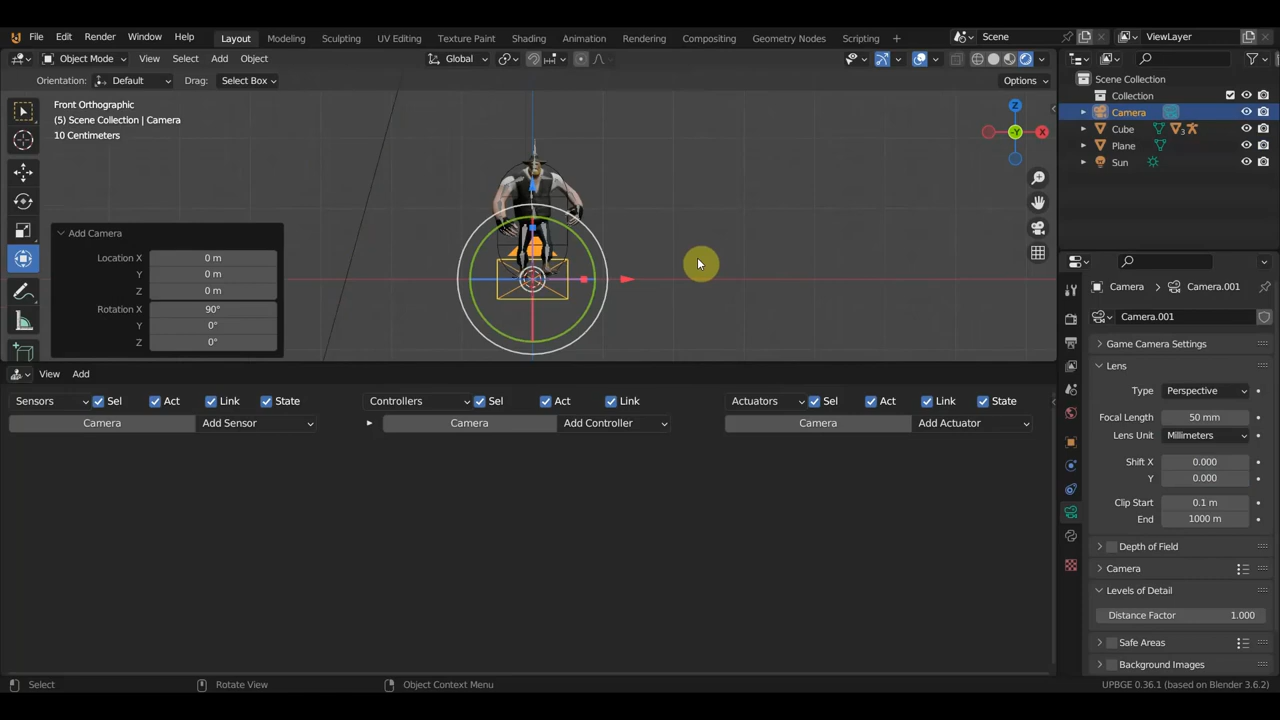 File Edit Render Window Help Layout Modeling Sculpting UV Editing Texture Paint Shading Animation Rendering Compositing Geometry Nodes Scripting + Scene ViewLayer
Object Mode View Select Add Object Global Options
Orientation: Default Drag: Select Box
Front Orthographic
(5) Scene Collection | Camera
10 Centimeters
Z
-Y
X
Add Camera
Location X 0 m
Y 0 m
Z 0 m
Rotation X 90°
Y 0°
Z 0°
View Add
Sensors Sel Act Link State Controllers Sel Act Link Actuators Sel Act Link State
Camera Add Sensor Camera Add Controller Camera Add Actuator
Scene Collection
Collection
Camera
Cube 3
Plane
Sun
Camera > Camera.001
Camera.001
Game Camera Settings
Lens
Type Perspective
Focal Length 50 mm
Lens Unit Millimeters
Shift X 0.000
Y 0.000
Clip Start 0.1 m
End 1000 m
Depth of Field
Camera
Levels of Detail
Distance Factor 1.000
Safe Areas
Background Images
Select Rotate View Object Context Menu UPBGE 0.36.1 (based on Blender 3.6.2)